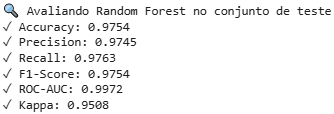 🔍 Avaliando Random Forest no conjunto de teste
✓ Accuracy: 0.9754
✓ Precision: 0.9745
✓ Recall: 0.9763
✓ F1-Score: 0.9754
✓ ROC-AUC: 0.9972
✓ Kappa: 0.9508